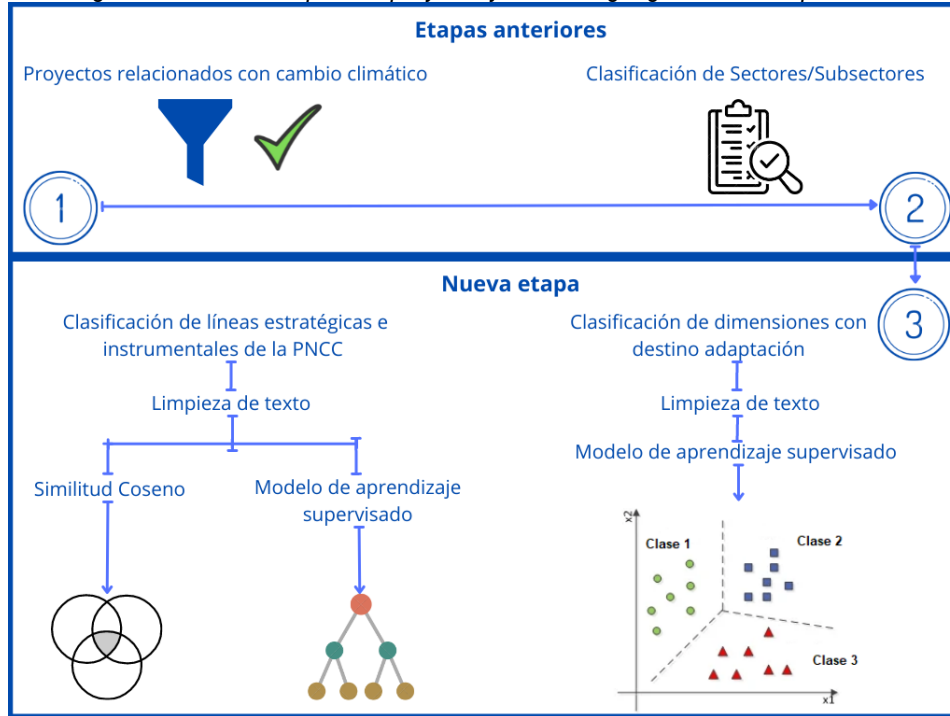 Etapas anteriores
Proyectos relacionados con cambio climático
Clasificación de Sectores/Subsectores
1
2
Nueva etapa
3
Clasificación de líneas estratégicas e
instrumentales de la PNCC
Limpieza de texto
Similitud Coseno
Modelo de aprendizaje
supervisado
Clasificación de dimensiones con
destino adaptación
Limpieza de texto
Modelo de aprendizaje supervisado
x2
Clase 1
Clase 2
Clase 3
x1